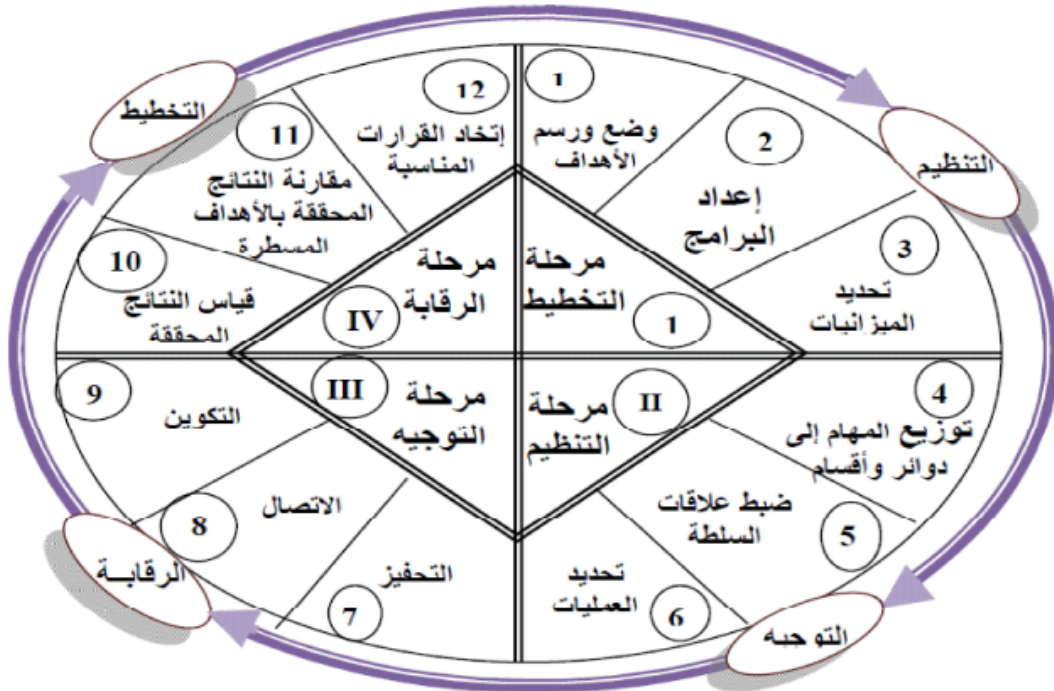 التخطيط
التنظيم
التوجيه
الرقابــة
1
وضع ورسم
الأهداف
2
إعداد
البرامج
3
تحديد
الميزانيات
4
توزيع المهام إلى
دوائر وأقسام
5
ضبط علاقات
السلطة
6
تحديد
العمليات
7
التحفيز
8
الاتصال
9
التكوين
10
قياس النتائج
المحققة
11
مقارنة النتائج
المحققة بالأهداف
المسطرة
12
إتخاد القرارات
المناسبة
مرحلة
التخطيط
1
مرحلة
التنظيم
II
مرحلة
التوجيه
III
مرحلة
الرقابة
IV